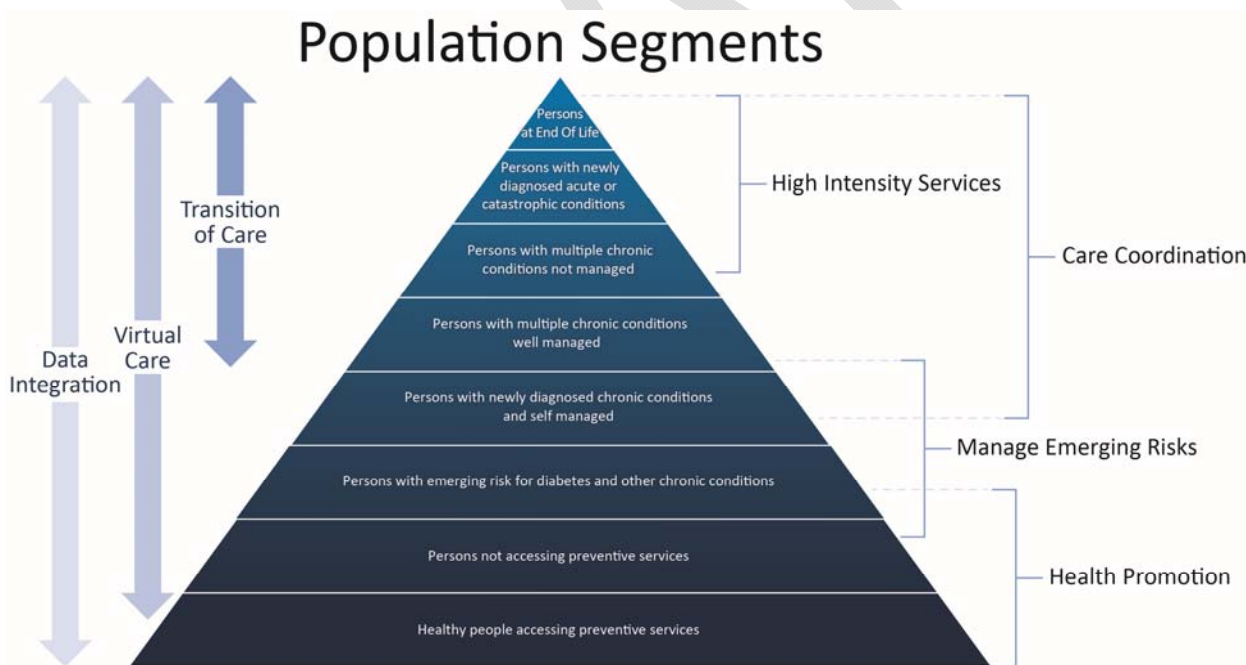 Population Segments
Persons
at End Of Life
Persons with newly
diagnosed acute or
catastrophic conditions
Persons with multiple chronic
conditions not managed
Persons with multiple chronic conditions
well managed
Persons with newly diagnosed chronic conditions
and self managed
Persons with emerging risk for diabetes and other chronic conditions
Persons not accessing preventive services
Healthy people accessing preventive services
Data
Integration
Virtual
Care
Transition
of Care
High Intensity Services
Care Coordination
Manage Emerging Risks
Health Promotion